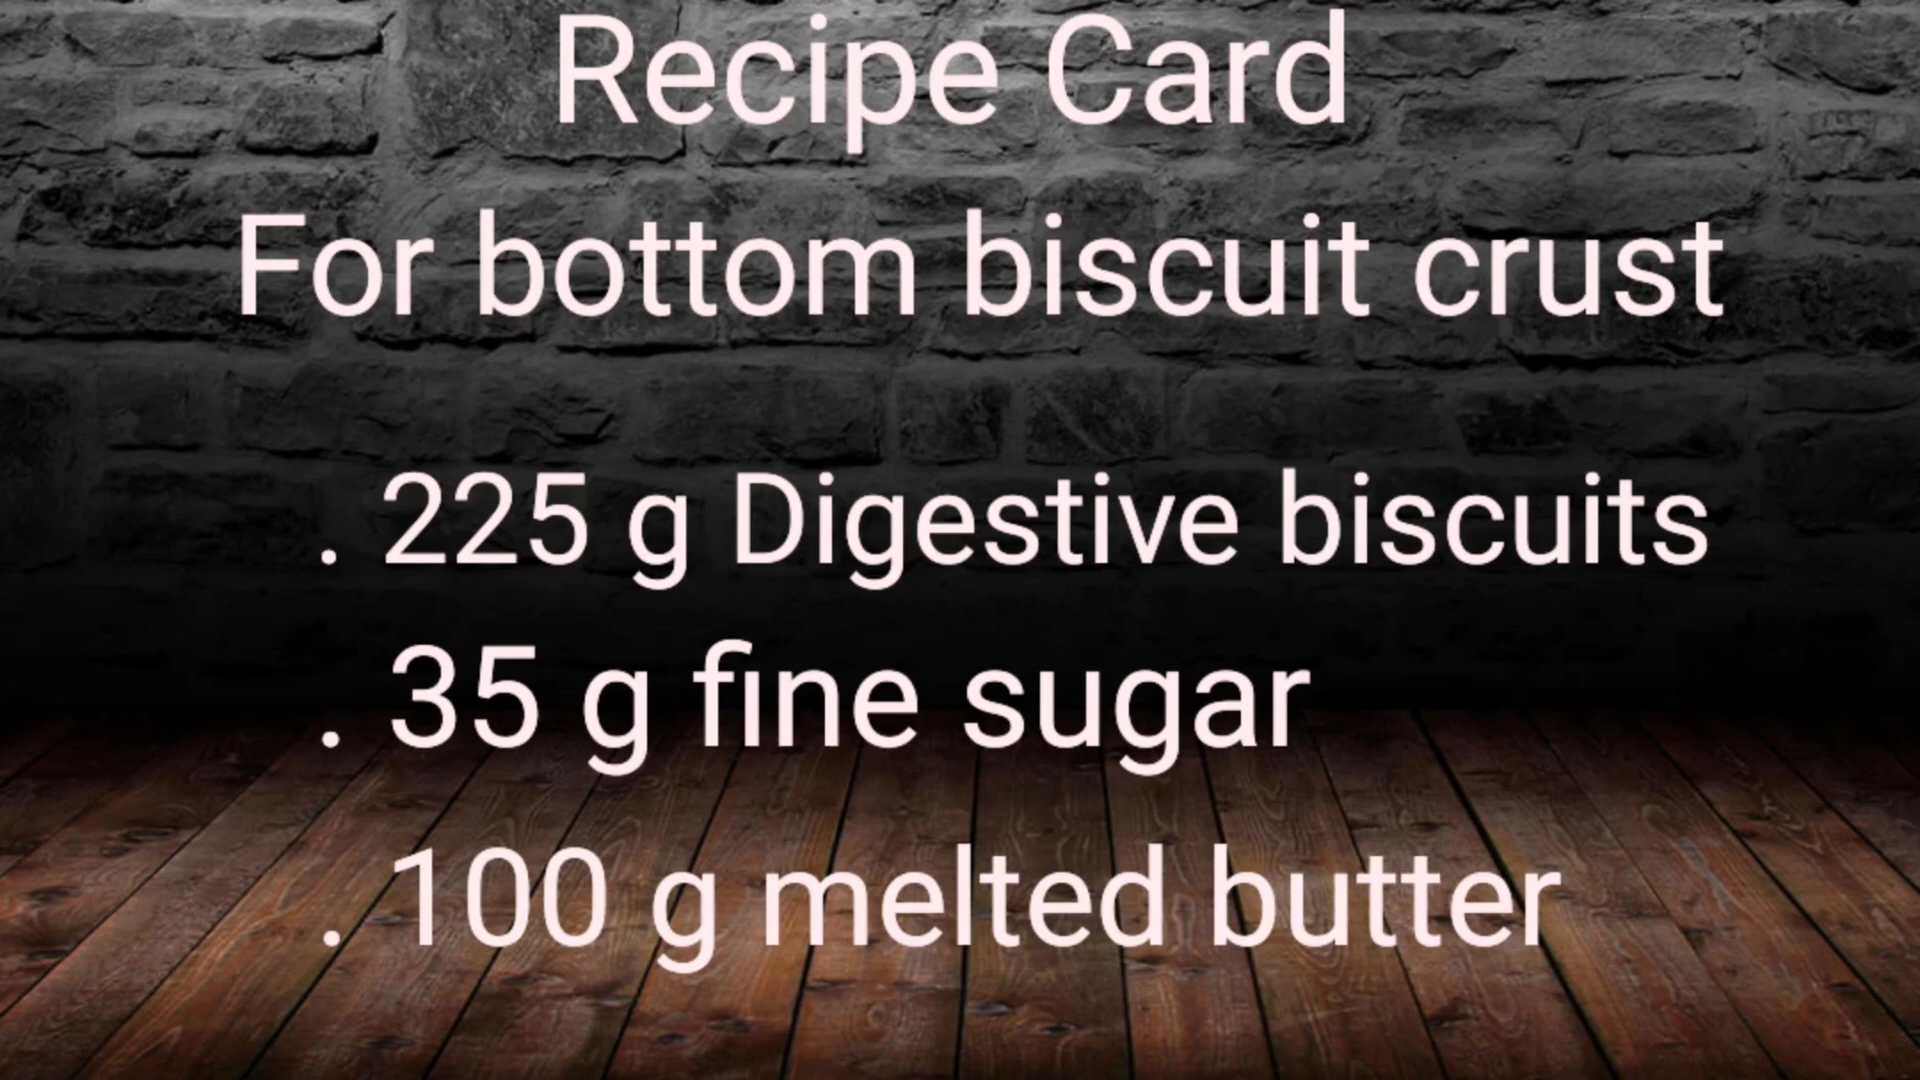 Recipe Card
For bottom biscuit crust
. 225 g Digestive biscuits
. 35 g fine sugar
. 100 g melted butter